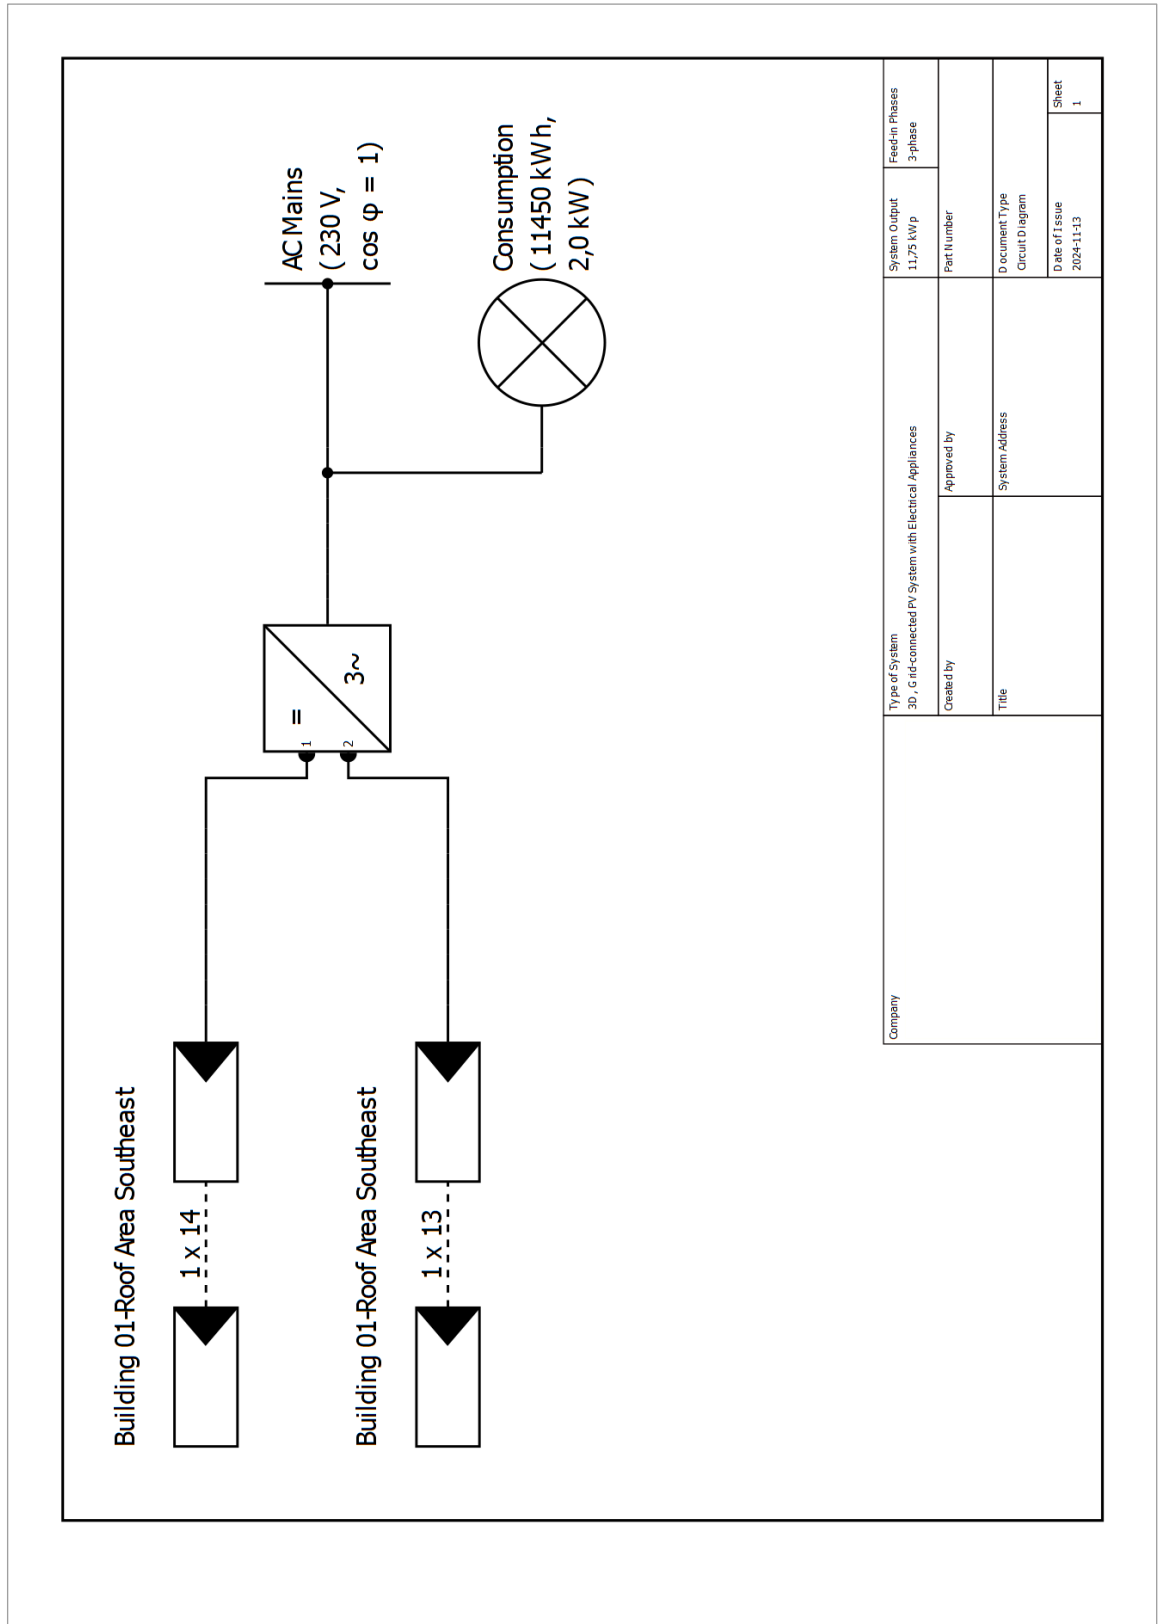 Building 01-Roof Area Southeast
1 x 14
Building 01-Roof Area Southeast
1 x 13
1
2
=
3~
AC Mains
(230 V,
cos φ = 1)
Consumption
(11450 kWh,
2,0 kW)
Company
Type of System
3D, Grid-connected PV System with Electrical Appliances
System Output
11,75 kWp
Feed-in Phases
3-phase
Created by
Approved by
Part Number
Title
System Address
Document Type
Circuit Diagram
Date of Issue
2024-11-13
Sheet
1